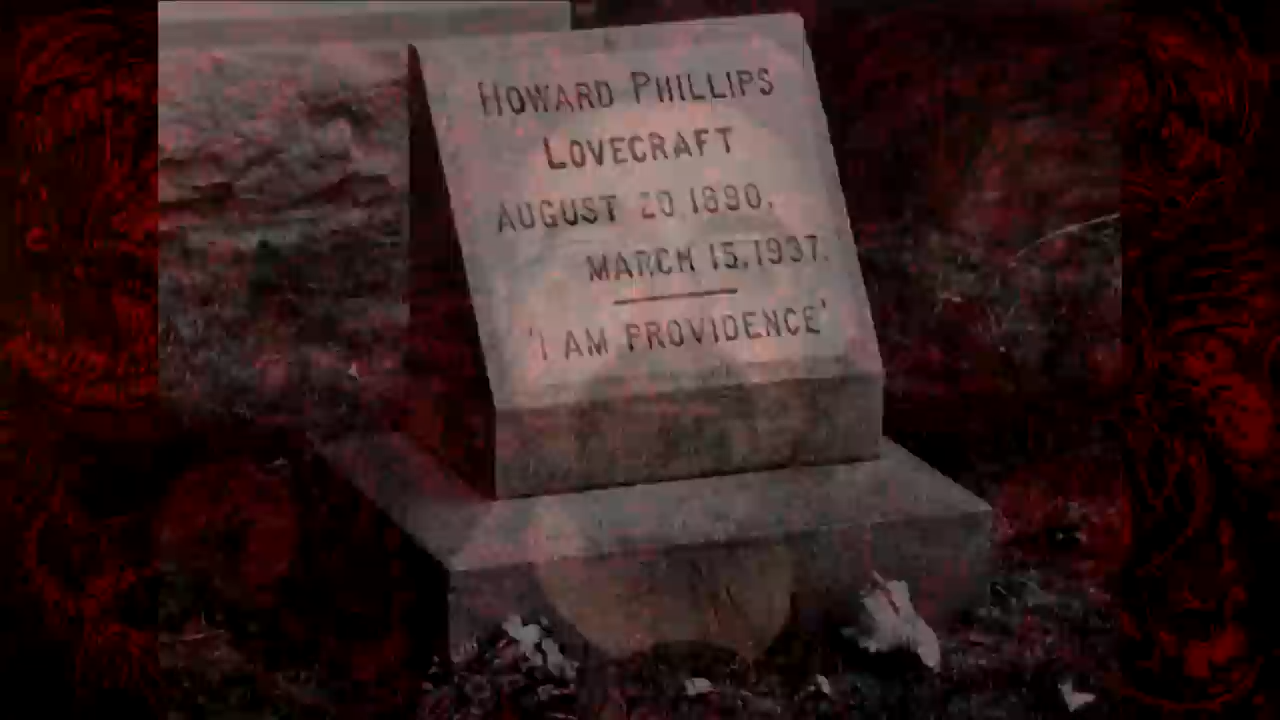 HOWARD PHILLIPS
LOVECRAFT
AUGUST 20, 1890,
MARCH 15, 1937.
'I AM PROVIDENCE'